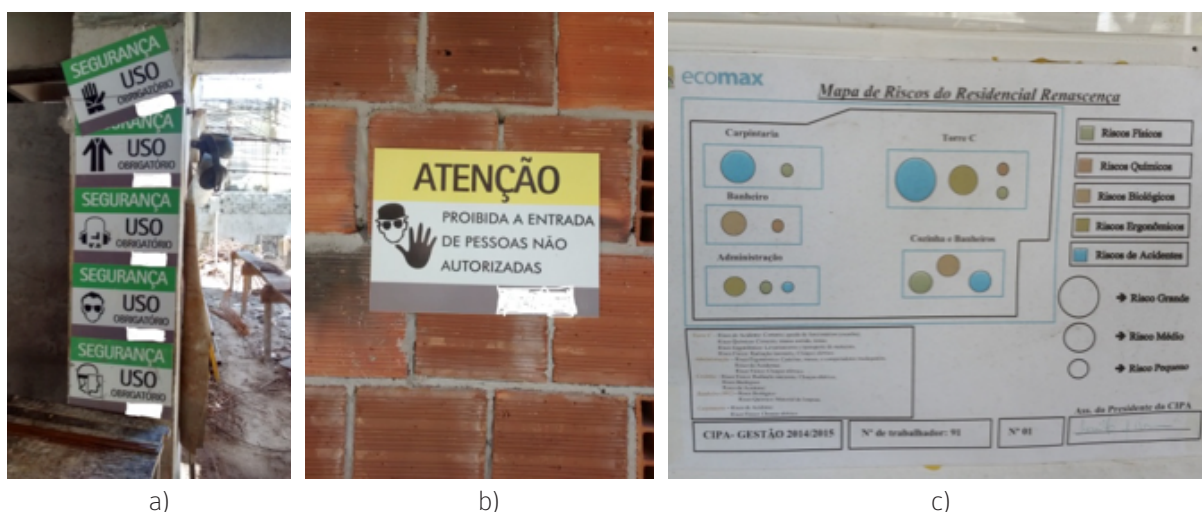 SEGURANÇA
USO
OBRIGATÓRIO
USO
OBRIGATÓRIO
SEGURANÇA
USO
OBRIGATÓRIO
SEGURANÇA
USO
OBRIGATÓRIO
SEGURANÇA
USO
OBRIGATÓRIO
a)
ATENÇÃO
PROIBIDA A ENTRADA
DE PESSOAS NÃO
AUTORIZADAS
b)
ecomax
Mapa de Riscos do Residencial Renascença
Carpintaria
Torre C
Banheiro
Cozinha e Banheiros
Administração
Riscos Físicos
Riscos Químicos
Riscos Biológicos
Riscos Ergonômicos
Riscos de Acidentes
Risco Grande
Risco Médio
Risco Pequeno
Ass. do Presidente da CIPA
CIPA- GESTÃO 2014/2015
Nº de trabalhador: 91
Nº 01
c)